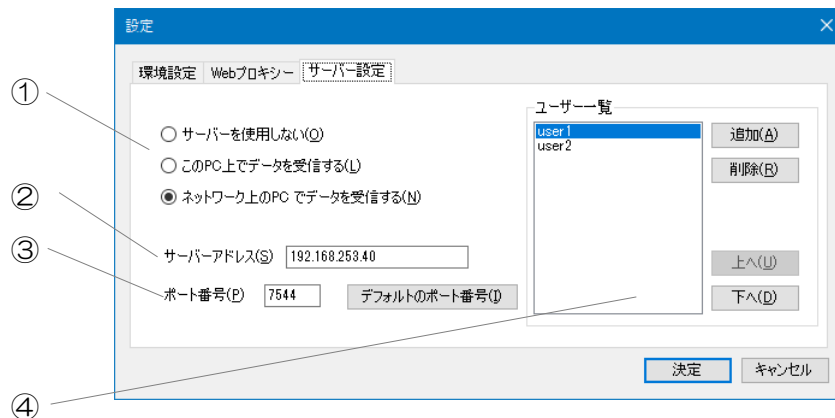 設定
環境設定 Webプロキシー サーバー設定
①
サーバーを使用しない(O)
このPC上でデータを受信する(L)
ネットワーク上のPC でデータを受信する(N)
②
サーバーアドレス(S) 192.168.253.40
③
ポート番号(P) 7544 デフォルトのポート番号(I)
ユーザー一覧
user1
user2
追加(A)
削除(R)
上へ(U)
下へ(D)
決定 キャンセル
④